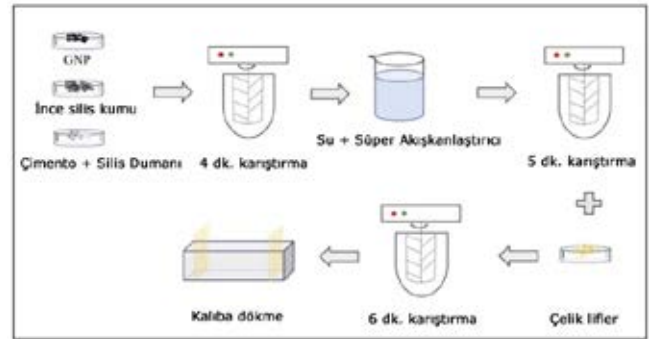 GNP
İnce silis kumu
Çimento + Silis Dumanı
4 dk. karıştırma
Su + Süper Akışkanlaştırıcı
5 dk. karıştırma
Kalıba dökme
6 dk. karıştırma
Çelik lifler